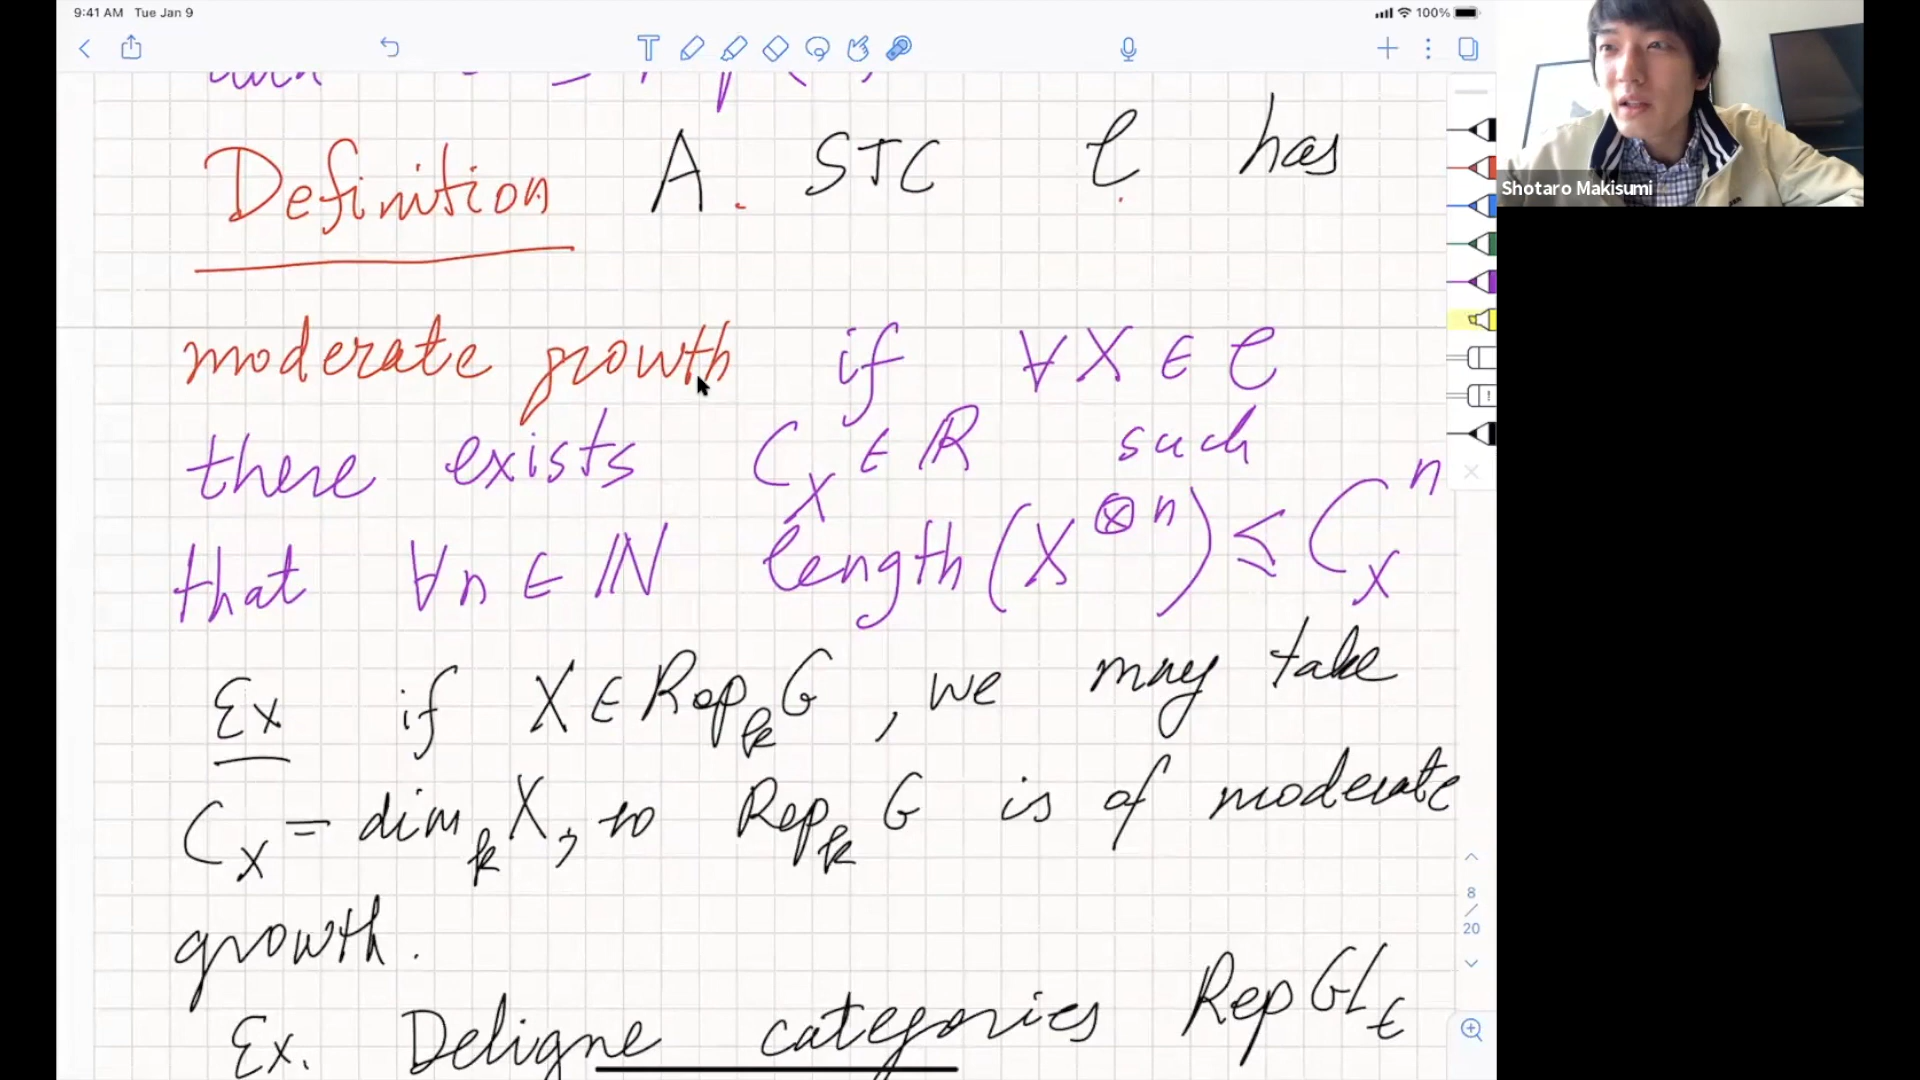 9:41 AM Tue Jan 9
100%
Shotaro Makisumi
Definition A STC C has
moderate growth if ∀X ∈ C
there exists C_X ∈ ℝ such
that ∀n ∈ ℕ length(X^{⊗n}) ≤ C_X^n
Ex if X ∈ Rep_k G, we may take
C_X = dim_k X, so Rep_k G is of moderate
growth.
Ex. Deligne categories Rep GL_t
8
/
20